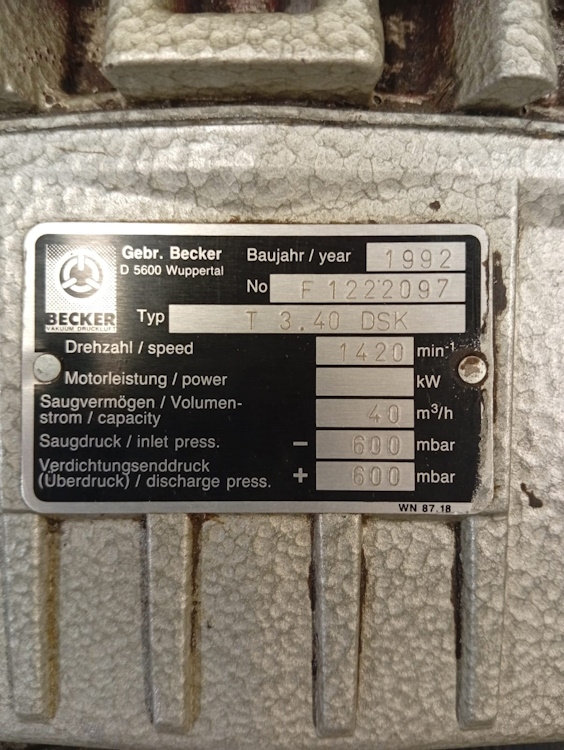 Gebr. Becker
D 5600 Wuppertal
BECKER
VAKUUM DRUCKLUFT
Baujahr / year 1992
No F 1222097
Typ T 3.40 DSK
Drehzahl / speed 1420 min-1
Motorleistung / power kW
Saugvermögen / Volumen-
strom / capacity 40 m³/h
Saugdruck / inlet press. − 600 mbar
Verdichtungsenddruck
(Überdruck) / discharge press. + 600 mbar
WN 87.18